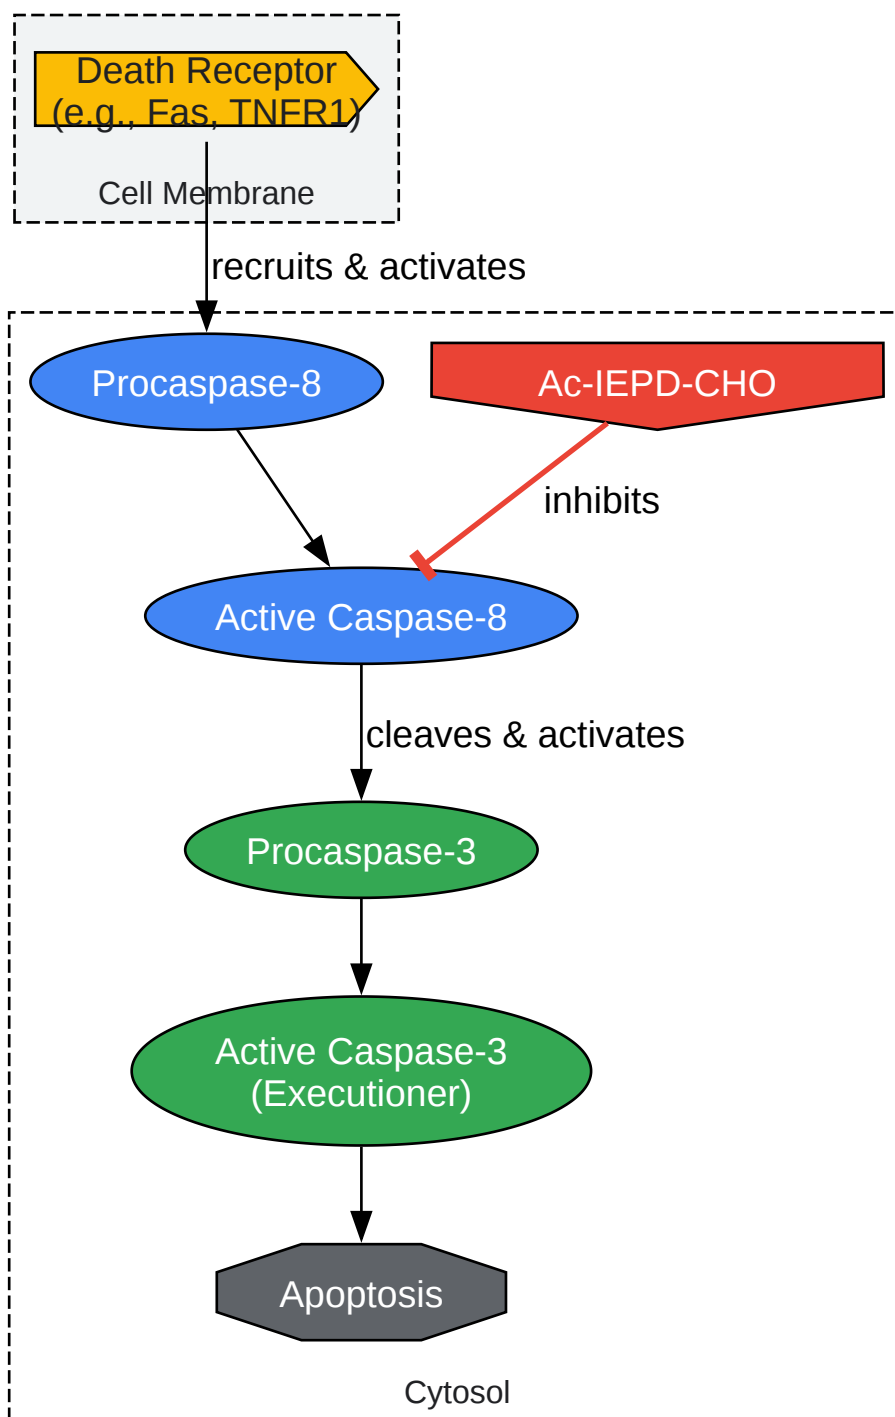 Death Receptor
(e.g., Fas, TNFR1)
Cell Membrane
recruits & activates
Procaspase-8
Ac-IEPD-CHO
inhibits
Active Caspase-8
cleaves & activates
Procaspase-3
Active Caspase-3
(Executioner)
Apoptosis
Cytosol